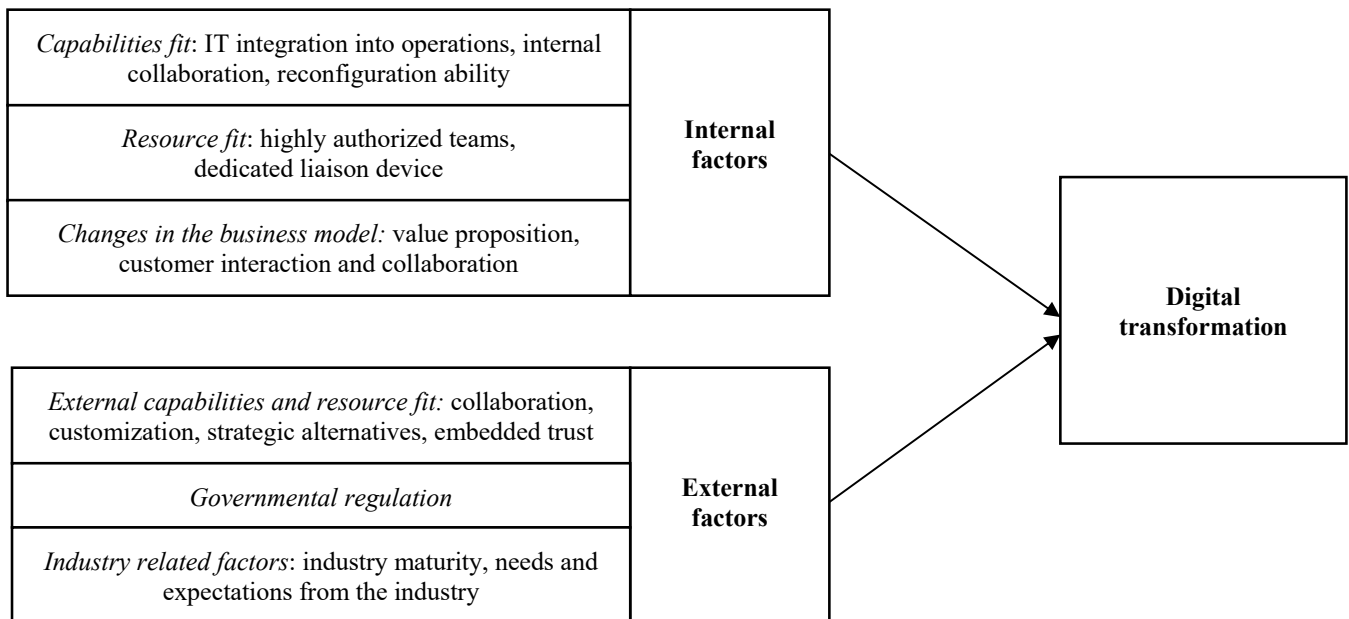 Capabilities fit: IT integration into operations, internal
collaboration, reconfiguration ability
Resource fit: highly authorized teams,
dedicated liaison device
Changes in the business model: value proposition,
customer interaction and collaboration
Internal
factors
External capabilities and resource fit: collaboration,
customization, strategic alternatives, embedded trust
Governmental regulation
Industry related factors: industry maturity, needs and
expectations from the industry
External
factors
Digital
transformation